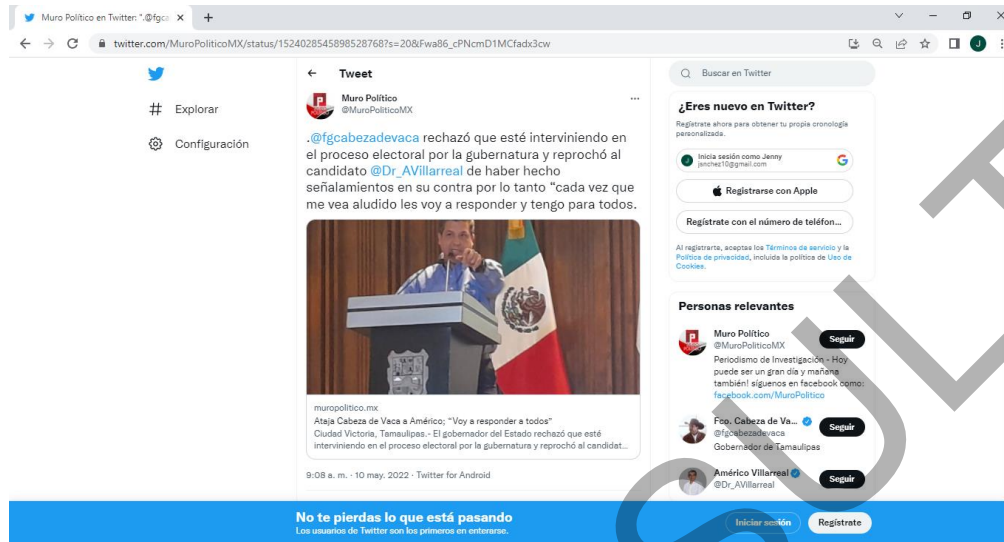 Muro Político en Twitter: ".@fgca
twitter.com/MuroPoliticoMX/status/1524028545898528768?s=20&Fwa86_cPNcmD1MCfadx3cw
J
Explorar
Configuración
Tweet
Muro Político
@MuroPoliticoMX
.@fgcabezadevaca rechazó que esté interviniendo en
el proceso electoral por la gubernatura y reprochó al
candidato @Dr_AVillarreal de haber hecho
señalamientos en su contra por lo tanto “cada vez que
me vea aludido les voy a responder y tengo para todos.
muropolitico.mx
Ataja Cabeza de Vaca a Américo; “Voy a responder a todos”
Ciudad Victoria, Tamaulipas.- El gobernador del Estado rechazó que esté
interviniendo en el proceso electoral por la gubernatura y reprochó al candidat...
9:08 a. m. · 10 may. 2022 · Twitter for Android
Buscar en Twitter
¿Eres nuevo en Twitter?
Regístrate ahora para obtener tu propia cronología
personalizada.
Inicia sesión como Jenny
jsnchez10@gmail.com
Registrarse con Apple
Regístrate con el número de teléfon...
Al registrarte, aceptas los Términos de servicio y la
Política de privacidad, incluida la política de Uso de
Cookies.
Personas relevantes
Muro Político
@MuroPoliticoMX
Seguir
Periodismo de Investigación - Hoy
puede ser un gran día y mañana
también! síguenos en facebook como:
facebook.com/MuroPolitico
Fco. Cabeza de Va...
@fgcabezadevaca
Seguir
Gobernador de Tamaulipas
Américo Villarreal
@Dr_AVillarreal
Seguir
No te pierdas lo que está pasando
Los usuarios de Twitter son los primeros en enterarse.
Iniciar sesión
Regístrate